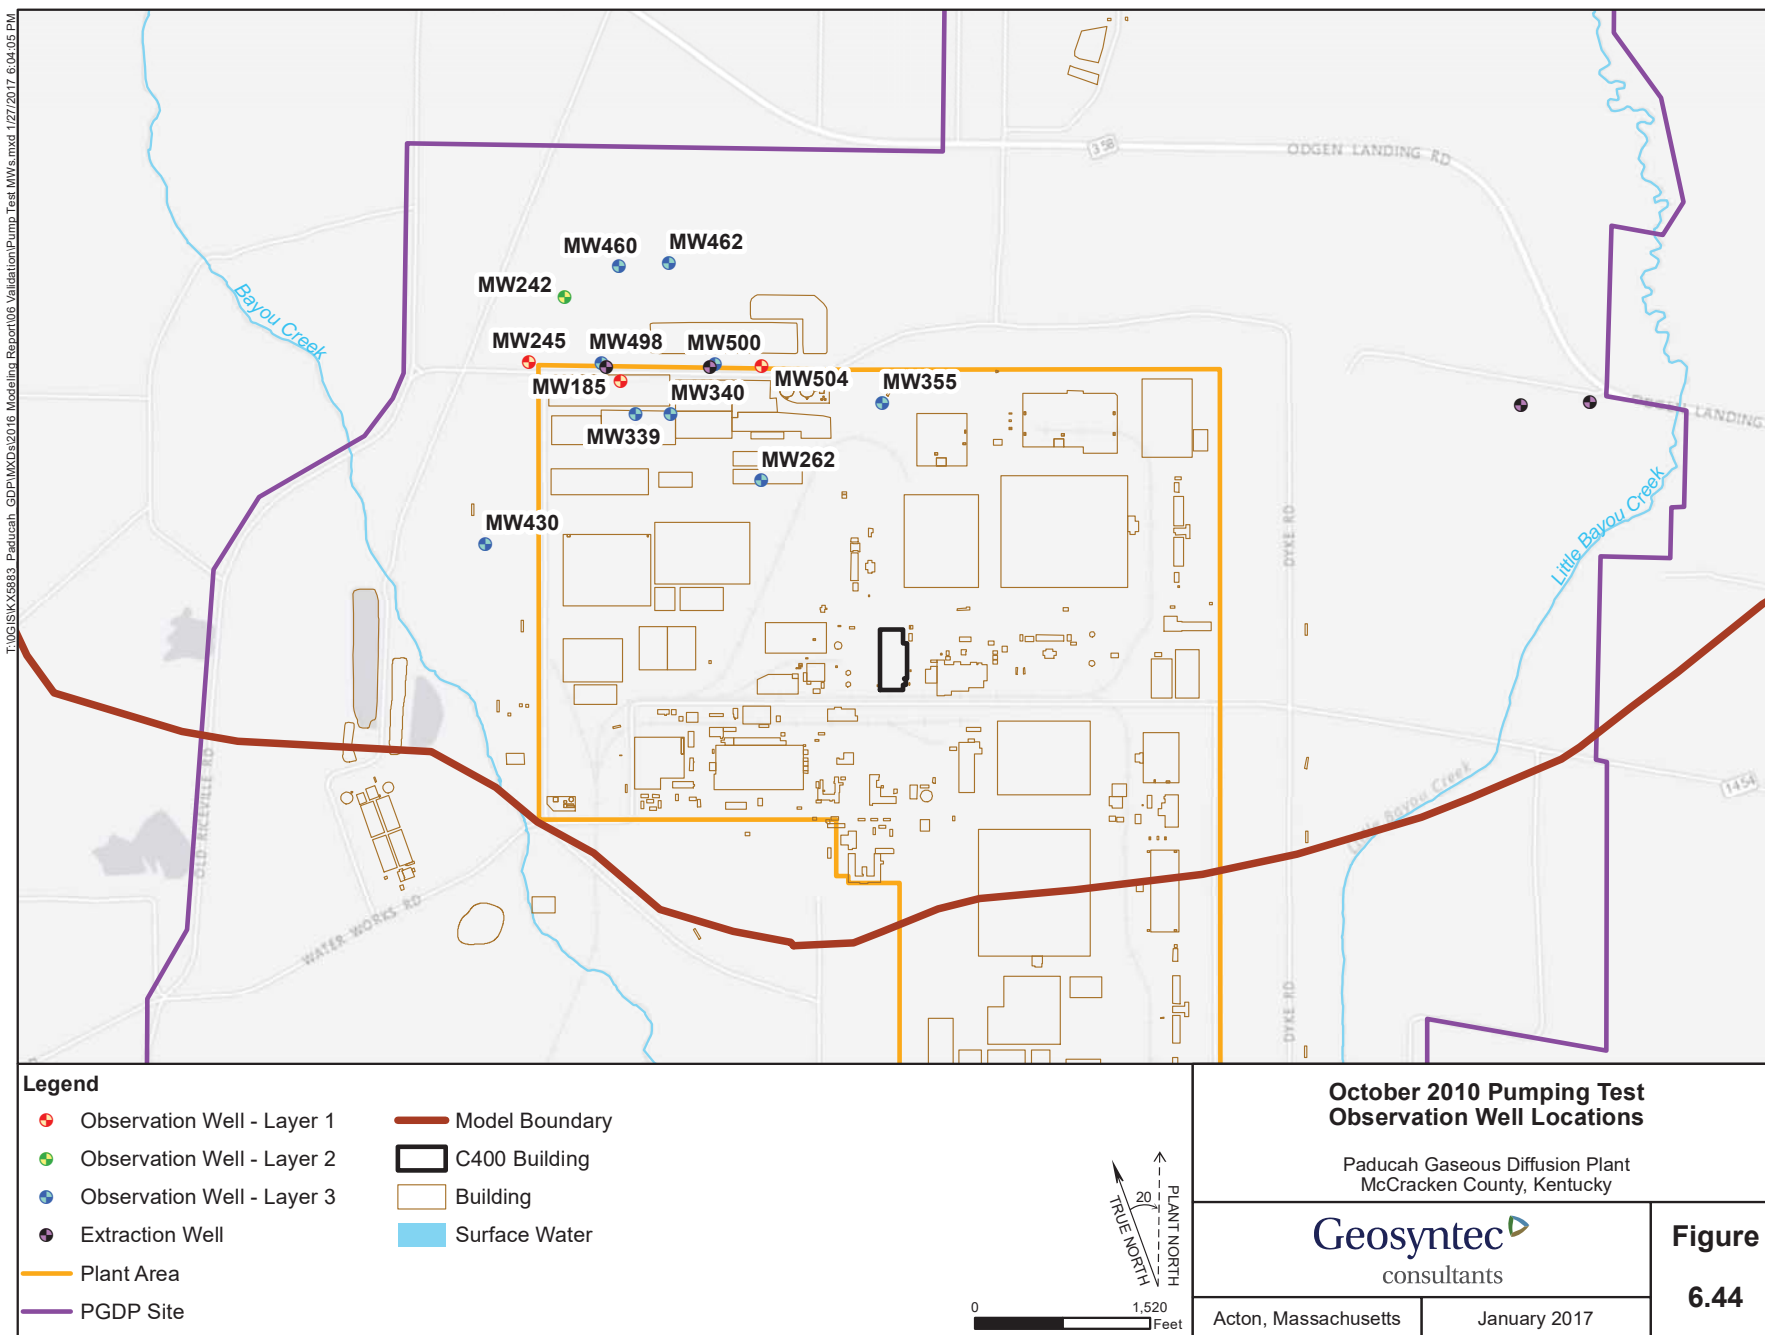 T:\0GIS\KX5883_Paducah_GDP\MXDs\2016 Modeling Report\06 Validation\Pump Test MWs.mxd 1/27/2017 6:04:05 PM
358
ODGEN LANDING RD
MW460
MW462
MW242
Bayou Creek
MW245
MW498
MW500
MW185
MW340
MW504
MW355
ODGEN LANDING
MW339
MW262
MW430
DYKE RD
Little Bayou Creek
OLD RICEVILLE RD
1454
Little Bayou Creek
WATER WORKS RD
DYKE RD
Legend
Observation Well - Layer 1
Observation Well - Layer 2
Observation Well - Layer 3
Extraction Well
Plant Area
PGDP Site
Model Boundary
C400 Building
Building
Surface Water
20
TRUE NORTH
PLANT NORTH
0
1,520
Feet
October 2010 Pumping Test
Observation Well Locations
Paducah Gaseous Diffusion Plant
McCracken County, Kentucky
Geosyntec
consultants
Figure
6.44
Acton, Massachusetts
January 2017